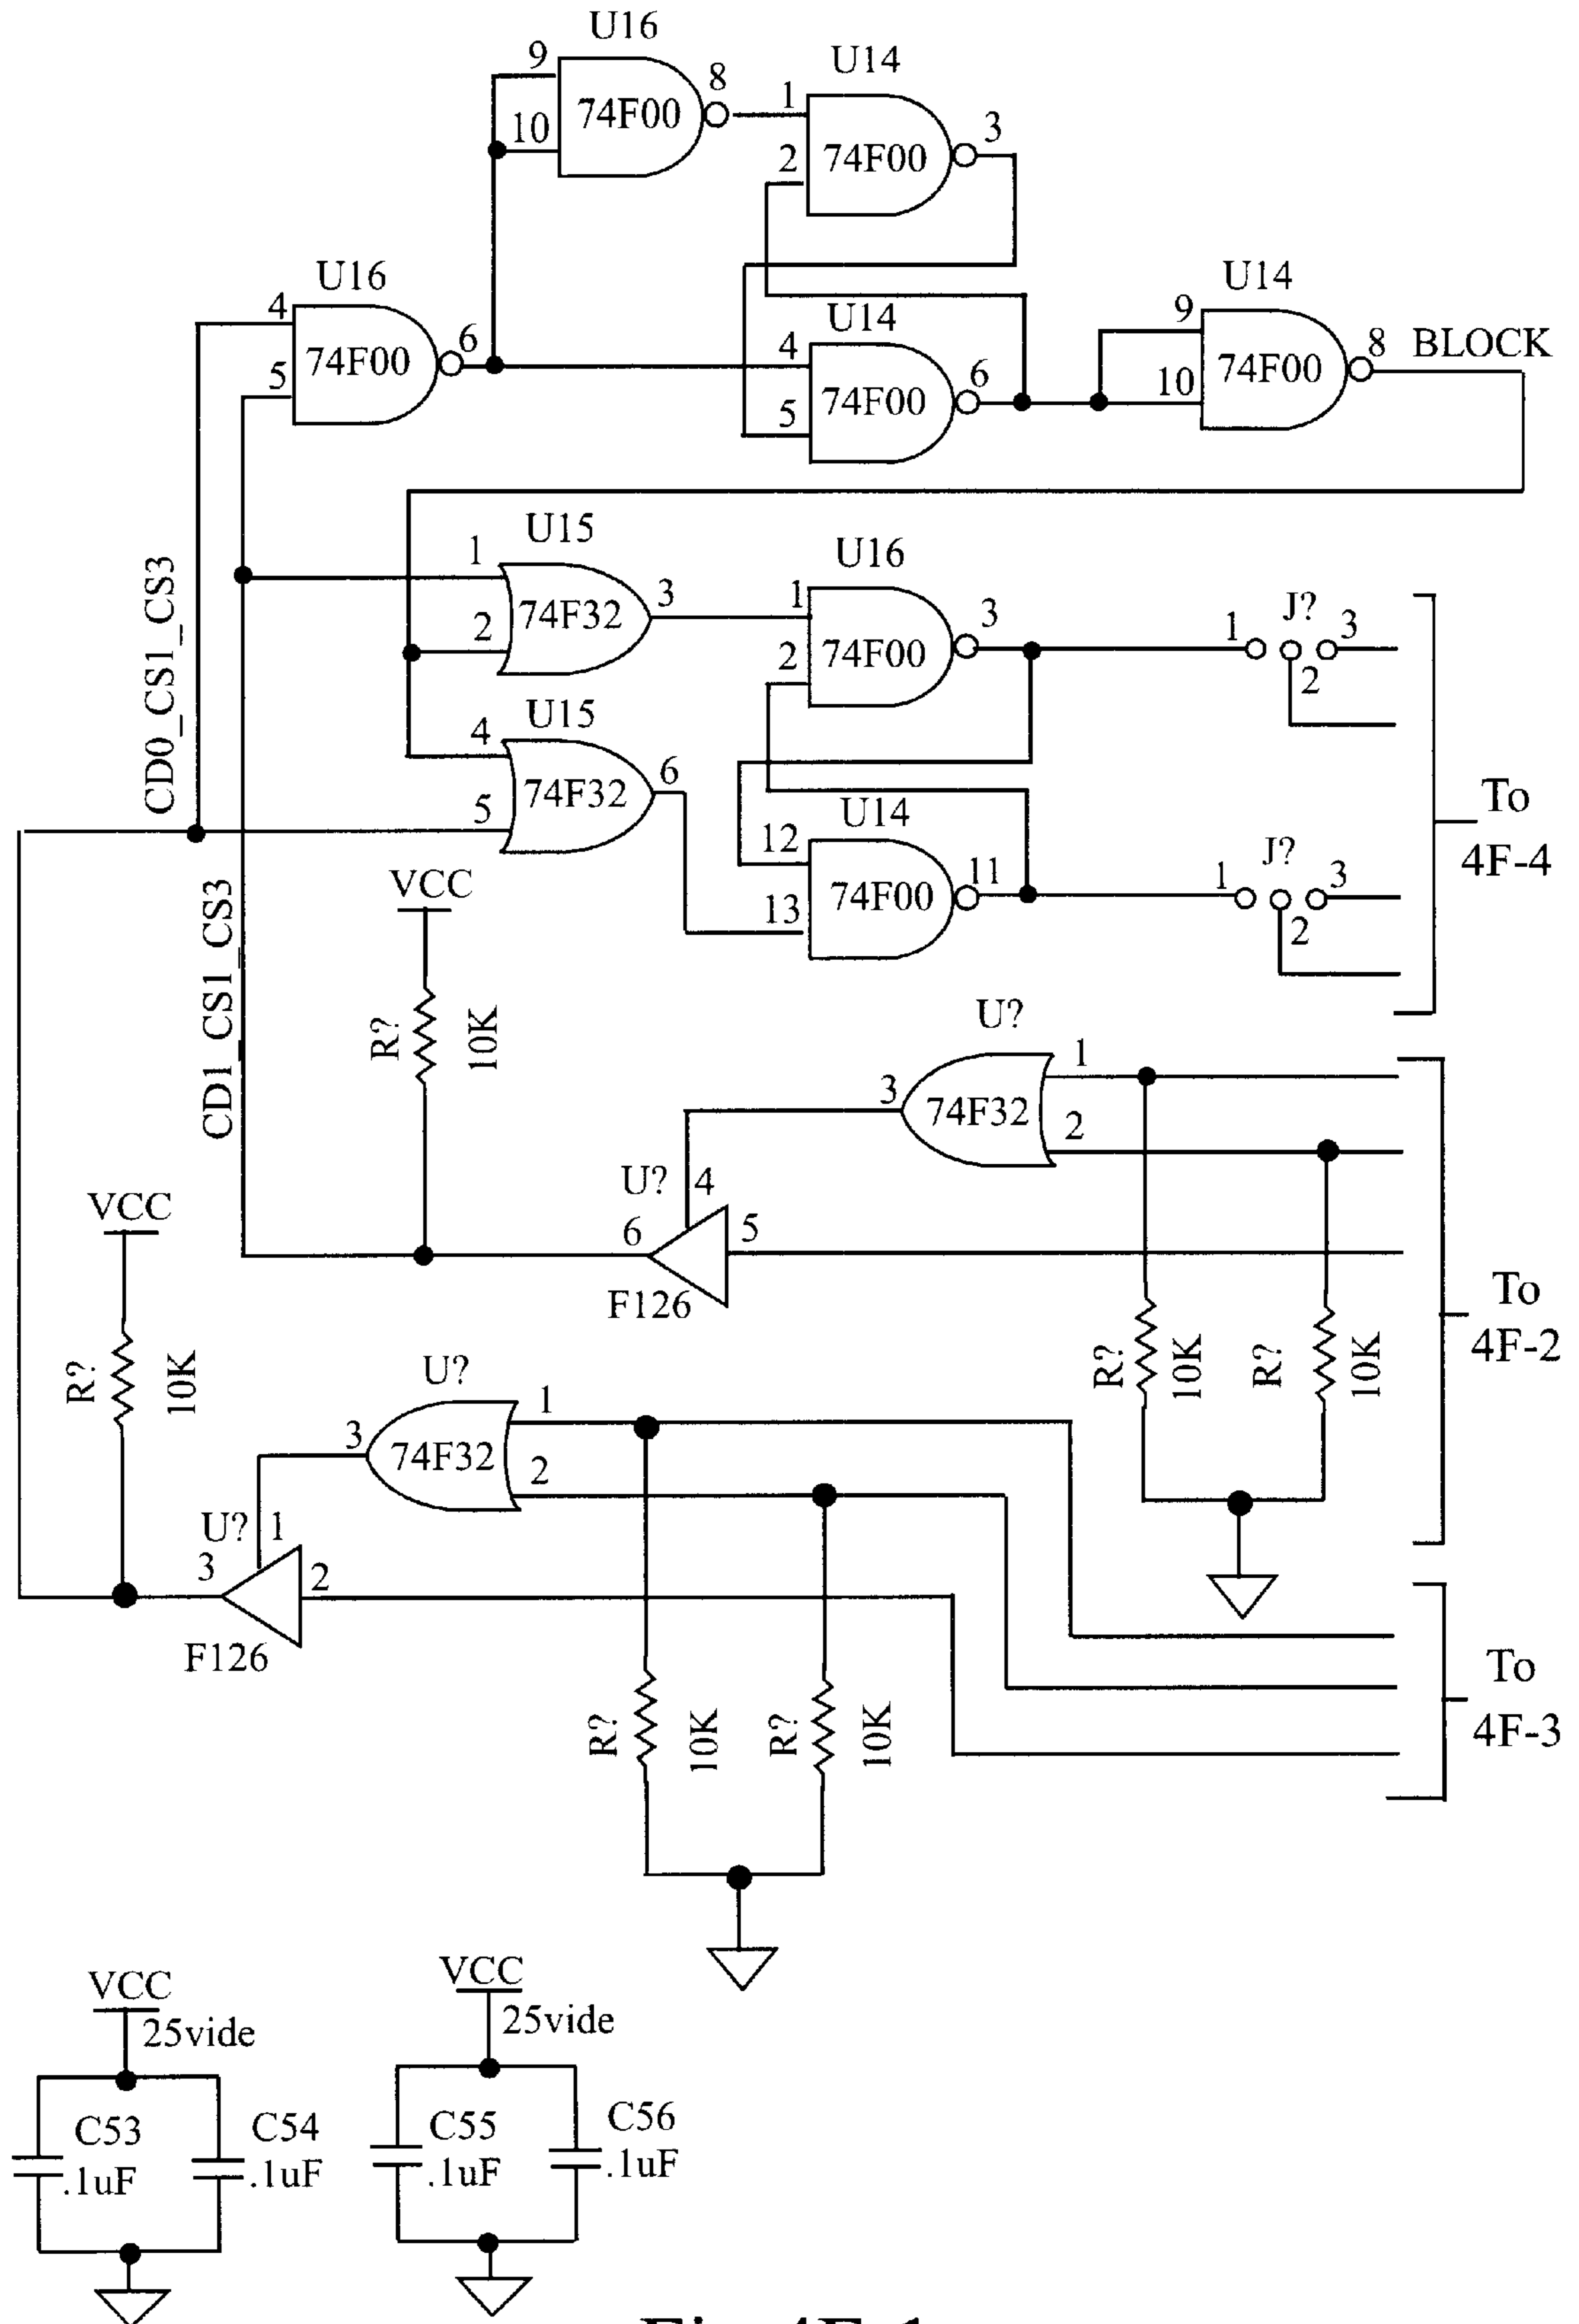 U16
9
8
U14
74F00
1
3
10
2
74F00
U16
U14
4
6
U14
9
8
BLOCK
74F00
4
74F00
5
6
10
74F00
5
U15
1
U16
3
1
3
74F32
J?
1
3
2
2
74F00
2
CD0_CS1_CS3
U15
4
6
74F32
To
U14
5
12
J?
4F-4
VCC
11
1
3
74F00
13
2
CD1_CS1_CS3
R?
10K
U?
1
3
74F32
2
U?
4
VCC
6
5
To
F126
4F-2
R?
10K
R?
10K
R?
10K
U?
1
3
74F32
2
U?
1
3
2
F126
To
4F-3
R?
10K
R?
10K
VCC
VCC
25vide
25vide
C53
C54
C55
C56
.1uF
.1uF
.1uF
.1uF